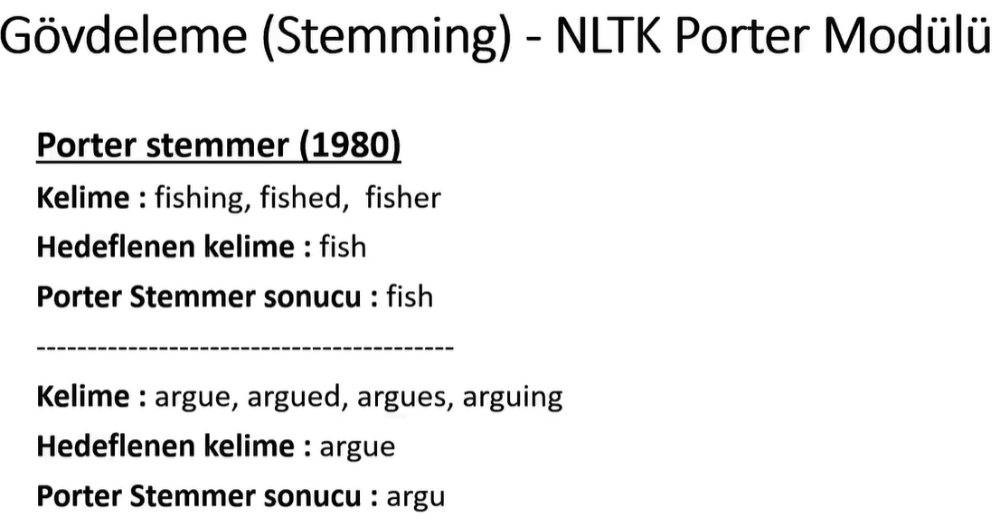 Gövdeleme (Stemming) - NLTK Porter Modülü
Porter stemmer (1980)
Kelime : fishing, fished,  fisher
Hedeflenen kelime : fish
Porter Stemmer sonucu : fish
-----------------------------------------
Kelime : argue, argued, argues, arguing
Hedeflenen kelime : argue
Porter Stemmer sonucu : argu